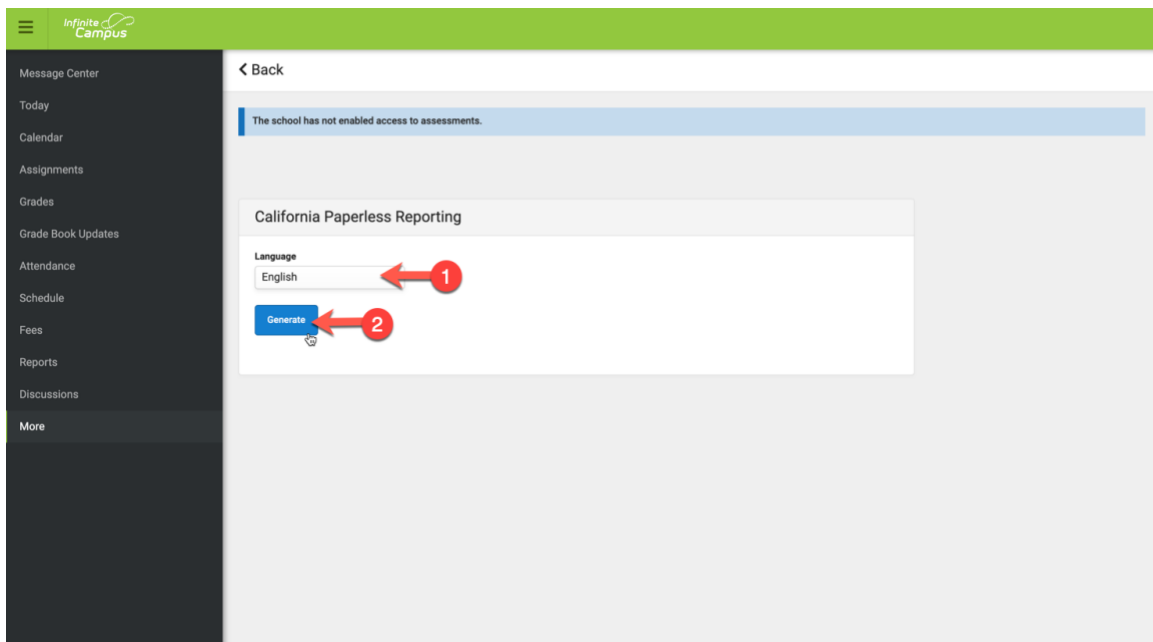 Infinite
Campus
Message Center
Today
Calendar
Assignments
Grades
Grade Book Updates
Attendance
Schedule
Fees
Reports
Discussions
More
Back
The school has not enabled access to assessments.
California Paperless Reporting
Language
English
1
Generate
2